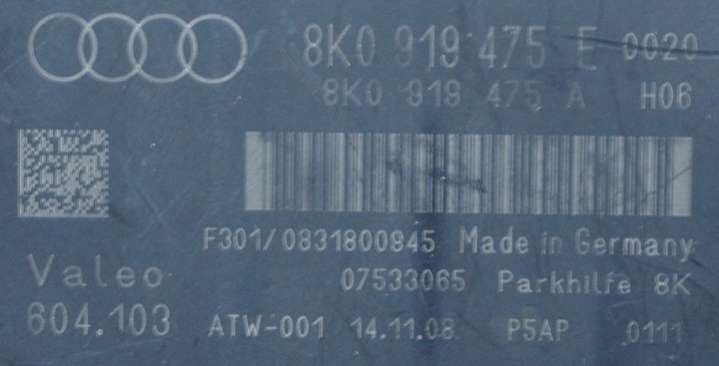 8K0 919 475 E 0020
8K0 919 475 A H06
F301/0831800945 Made in Germany
Valeo 07533065 Parkhilfe 8K
604.103 ATW-001 14.11.08 P5AP 0111